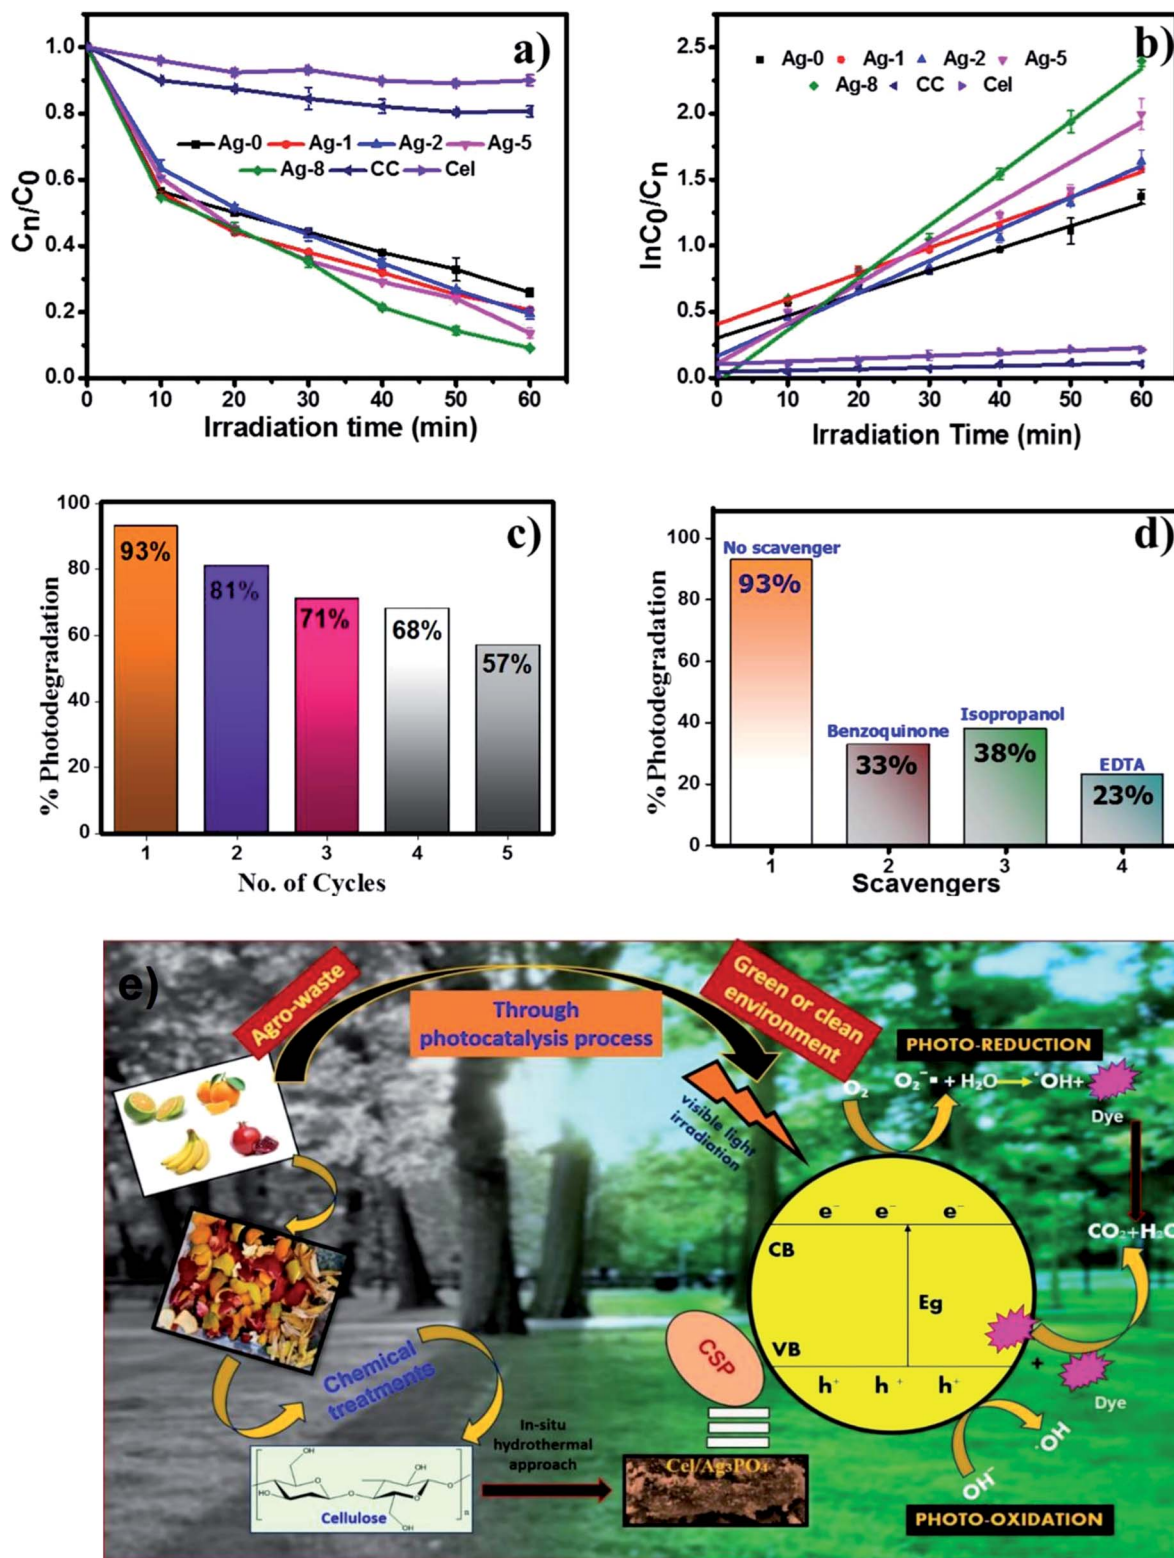 a)
1.0
0.8
0.6
0.4
0.2
0.0
Cn/C0
Ag-0 Ag-1 Ag-2 Ag-5
Ag-8 CC Cel
0 10 20 30 40 50 60
Irradiation time (min)
b)
2.5
2.0
1.5
1.0
0.5
0.0
lnC0/Cn
Ag-0 Ag-1 Ag-2 Ag-5
Ag-8 CC Cel
0 10 20 30 40 50 60
Irradiation Time (min)
c)
100
80
60
40
20
0
% Photodegradation
93%
81%
71%
68%
57%
1 2 3 4 5
No. of Cycles
d)
100
80
60
40
20
0
% Photodegradation
No scavenger
93%
Benzoquinone
33%
Isopropanol
38%
EDTA
23%
1 2 3 4
Scavengers
e)
Agro-waste
Through
photocatalysis process
Green or clean
environment
PHOTO-REDUCTION
visible light
irradiation
O₂
O₂⁻▪ + H₂O → ˙OH+
Dye
e⁻ e⁻ e⁻
CB
CO₂+H₂O
Eg
VB
h⁺ h⁺ h⁺
+
Dye
CSP
Chemical
treatments
In-situ
hydrothermal
approach
Cel/Ag₃PO₄
OH
HO
O
O
OH
O
O
OH
n
Cellulose
˙OH
OH⁻
PHOTO-OXIDATION